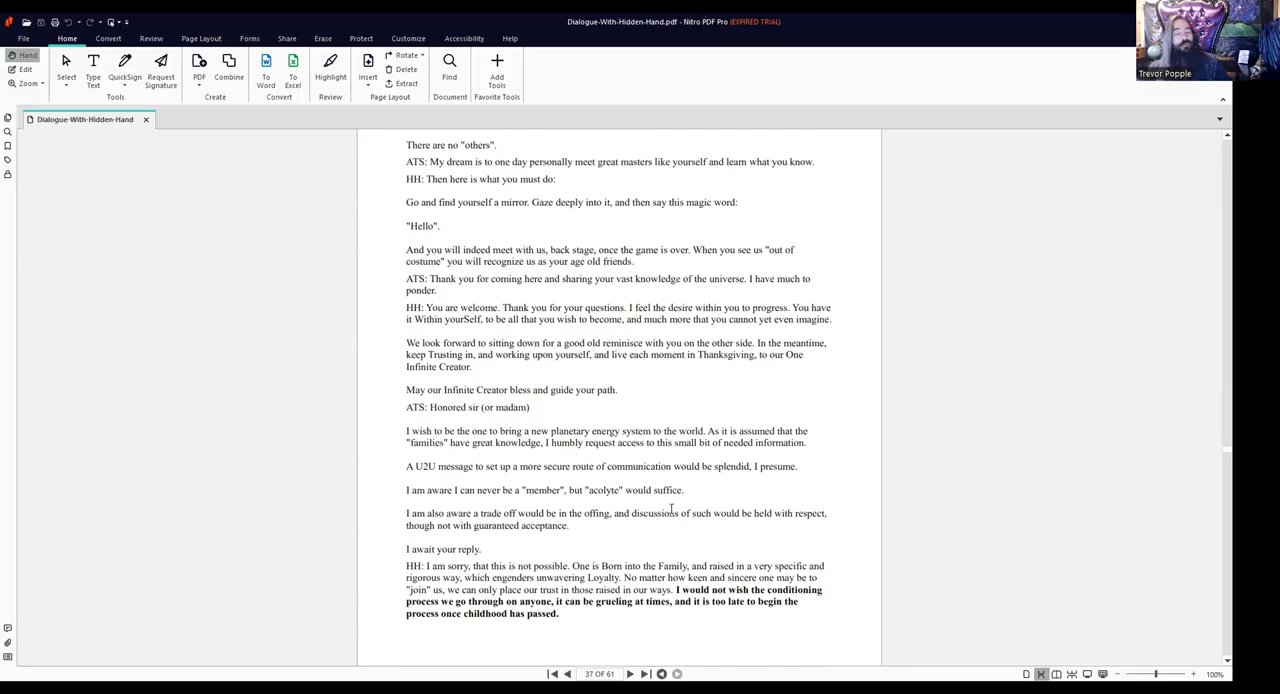 Dialogue-With-Hidden-Hand.pdf - Nitro PDF Pro (EXPIRED TRIAL)
File Home Convert Review Page Layout Forms Share Erase Protect Customize Accessibility Help
Hand
Edit
Zoom
Select
Type Text
QuickSign
Request Signature
Tools
PDF
Combine
Create
To Word
To Excel
Convert
Highlight
Review
Insert
Rotate
Delete
Extract
Page Layout
Find
Document
Add Tools
Favorite Tools
Trevor Popple
Dialogue-With-Hidden-Hand
There are no "others".
ATS: My dream is to one day personally meet great masters like yourself and learn what you know.
HH: Then here is what you must do:
Go and find yourself a mirror. Gaze deeply into it, and then say this magic word:
"Hello".
And you will indeed meet with us, back stage, once the game is over. When you see us "out of
costume" you will recognize us as your age old friends.
ATS: Thank you for coming here and sharing your vast knowledge of the universe. I have much to
ponder.
HH: You are welcome. Thank you for your questions. I feel the desire within you to progress. You have
it Within yourSelf, to be all that you wish to become, and much more that you cannot yet even imagine.
We look forward to sitting down for a good old reminisce with you on the other side. In the meantime,
keep Trusting in, and working upon yourself, and live each moment in Thanksgiving, to our One
Infinite Creator.
May our Infinite Creator bless and guide your path.
ATS: Honored sir (or madam)
I wish to be the one to bring a new planetary energy system to the world. As it is assumed that the
"families" have great knowledge, I humbly request access to this small bit of needed information.
A U2U message to set up a more secure route of communication would be splendid, I presume.
I am aware I can never be a "member", but "acolyte" would suffice.
I am also aware a trade off would be in the offing, and discussions of such would be held with respect,
though not with guaranteed acceptance.
I await your reply.
HH: I am sorry, that this is not possible. One is Born into the Family, and raised in a very specific and
rigorous way, which engenders unwavering Loyalty. No matter how keen and sincere one may be to
"join" us, we can only place our trust in those raised in our ways. I would not wish the conditioning
process we go through on anyone, it can be grueling at times, and it is too late to begin the
process once childhood has passed.
37 OF 61
100%